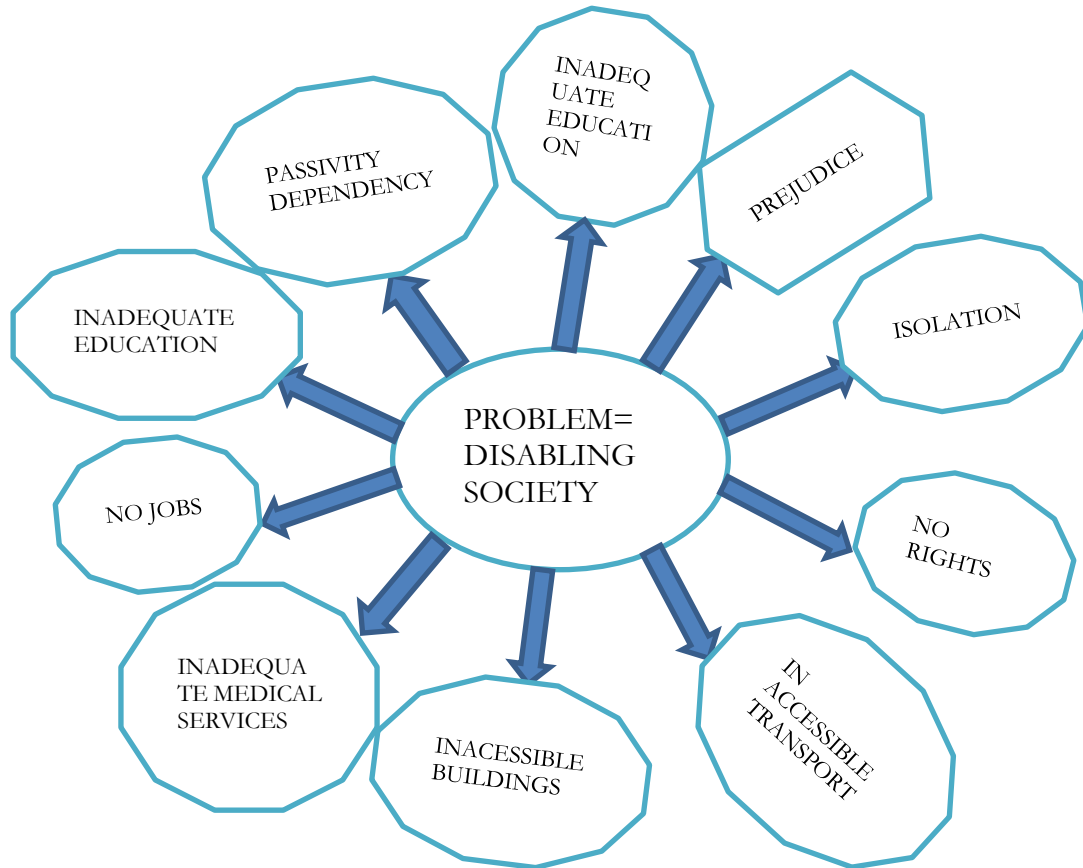 INADEQ
UATE
EDUCATI
ON
PASSIVITY
DEPENDENCY
PREJUDICE
INADEQUATE
EDUCATION
ISOLATION
PROBLEM=
DISABLING
SOCIETY
NO JOBS
NO
RIGHTS
INADEQUA
TE MEDICAL
SERVICES
INACESSIBLE
BUILDINGS
IN
ACCESSIBLE
TRANSPORT